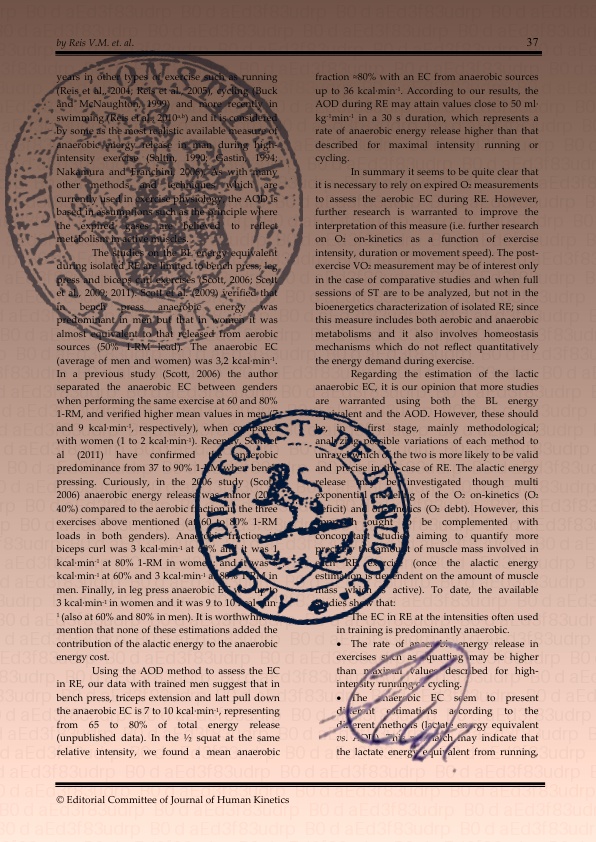 by Reis V.M. et. al. 37
years in other types of exercise such as running
(Reis et al., 2004; Reis et al., 2005), cycling (Buck
and McNaughton, 1999) and more recently in
swimming (Reis et al., 2010ᵃᵇ) and it is considered
by some as the most realistic available measure of
anaerobic energy release in man during high-
intensity exercise (Saltin, 1990; Gastin, 1994;
Nakamura and Franchini, 2006). As with many
other methods and techniques which are
currently used in exercise physiology, the AOD is
based in assumptions such as the principle where
the expired gases are believed to reflect
metabolism in active muscles.
The studies on the BL energy equivalent
during isolated RE are limited to bench press, leg
press and biceps curl exercises (Scott, 2006; Scott
et al., 2009; 2011). Scott et al. (2009) verified that
in bench press anaerobic energy was
predominant in men but that in women it was
almost equivalent to that released from aerobic
sources (50% 1-RM load). The anaerobic EC
(average of men and women) was 3,2 kcal·min⁻¹.
In a previous study (Scott, 2006) the author
separated the anaerobic EC between genders
when performing the same exercise at 60 and 80%
1-RM, and verified higher mean values in men (7
and 9 kcal·min⁻¹, respectively), when compared
with women (1 to 2 kcal·min⁻¹). Recently, Scott et
al (2011) have confirmed the anaerobic
predominance from 37 to 90% 1-RM when bench
pressing. Curiously, in the 2006 study (Scott,
2006) anaerobic energy release was minor (20-
40%) compared to the aerobic fraction in the three
exercises above mentioned (at 60 to 80% 1-RM
loads in both genders). Anaerobic fraction in
biceps curl was 3 kcal·min⁻¹ at 60% and it was 1
kcal·min⁻¹ at 80% 1-RM in women; and it was
kcal·min⁻¹ at 60% and 3 kcal·min⁻¹ at 80% 1-RM in
men. Finally, in leg press anaerobic EC was up to
3 kcal·min⁻¹ in women and it was 9 to 10 kcal·min⁻
¹ (also at 60% and 80% in men). It is worthwhile to
mention that none of these estimations added the
contribution of the alactic energy to the anaerobic
energy cost.
Using the AOD method to assess the EC
in RE, our data with trained men suggest that in
bench press, triceps extension and latt pull down
the anaerobic EC is 7 to 10 kcal·min⁻¹, representing
from 65 to 80% of total energy release
(unpublished data). In the ½ squat at the same
relative intensity, we found a mean anaerobic
fraction ≈80% with an EC from anaerobic sources
up to 36 kcal·min⁻¹. According to our results, the
AOD during RE may attain values close to 50 ml·
kg⁻¹min⁻¹ in a 30 s duration, which represents a
rate of anaerobic energy release higher than that
described for maximal intensity running or
cycling.
In summary it seems to be quite clear that
it is necessary to rely on expired O₂ measurements
to assess the aerobic EC during RE. However,
further research is warranted to improve the
interpretation of this measure (i.e. further research
on O₂ on-kinetics as a function of exercise
intensity, duration or movement speed). The post-
exercise VO₂ measurement may be of interest only
in the case of comparative studies and when full
sessions of ST are to be analyzed, but not in the
bioenergetics characterization of isolated RE; since
this measure includes both aerobic and anaerobic
metabolisms and it also involves homeostasis
mechanisms which do not reflect quantitatively
the energy demand during exercise.
Regarding the estimation of the lactic
anaerobic EC, it is our opinion that more studies
are warranted using both the BL energy
equivalent and the AOD. However, these should
be, in a first stage, mainly methodological;
analyzing possible variations of each method to
unravel which of the two is more likely to be valid
and precise in the case of RE. The alactic energy
release may be investigated though multi
exponential modeling of the O₂ on-kinetics (O₂
deficit) and off-kinetics (O₂ debt). However, this
approach ought to be complemented with
concomitant studies aiming to quantify more
precisely the amount of muscle mass involved in
each RE exercise (once the alactic energy
estimation is dependent on the amount of muscle
mass which is active). To date, the available
studies show that:
The EC in RE at the intensities often used
in training is predominantly anaerobic.
• The rate of anaerobic energy release in
exercises such as squatting may be higher
than maximal values described for high-
intensity running or cycling.
• The anaerobic EC seem to present
different estimations according to the
different methods (lactate energy equivalent
vs. AOD). This mismatch may indicate that
the lactate energy equivalent from running,
© Editorial Committee of Journal of Human Kinetics